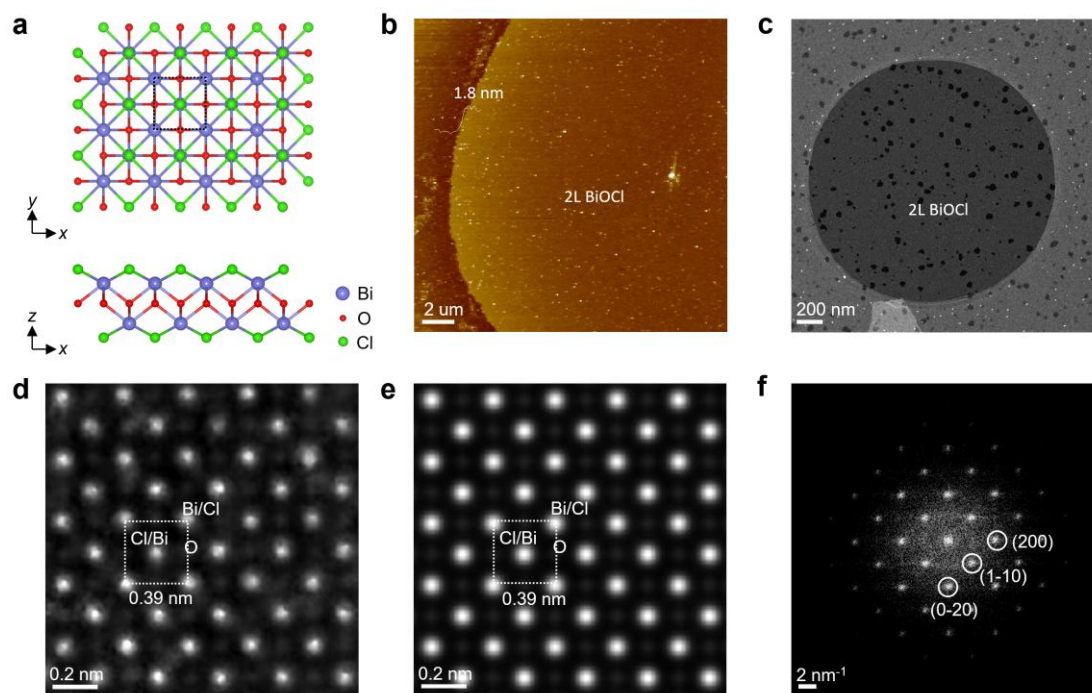 a
y
x
z
x
Bi
O
Cl
b
1.8 nm
2L BiOCl
2 um
c
2L BiOCl
200 nm
d
Bi/Cl
Cl/Bi
O
0.39 nm
0.2 nm
e
Bi/Cl
Cl/Bi
O
0.39 nm
0.2 nm
f
(200)
(1-10)
(0-20)
2 nm⁻¹